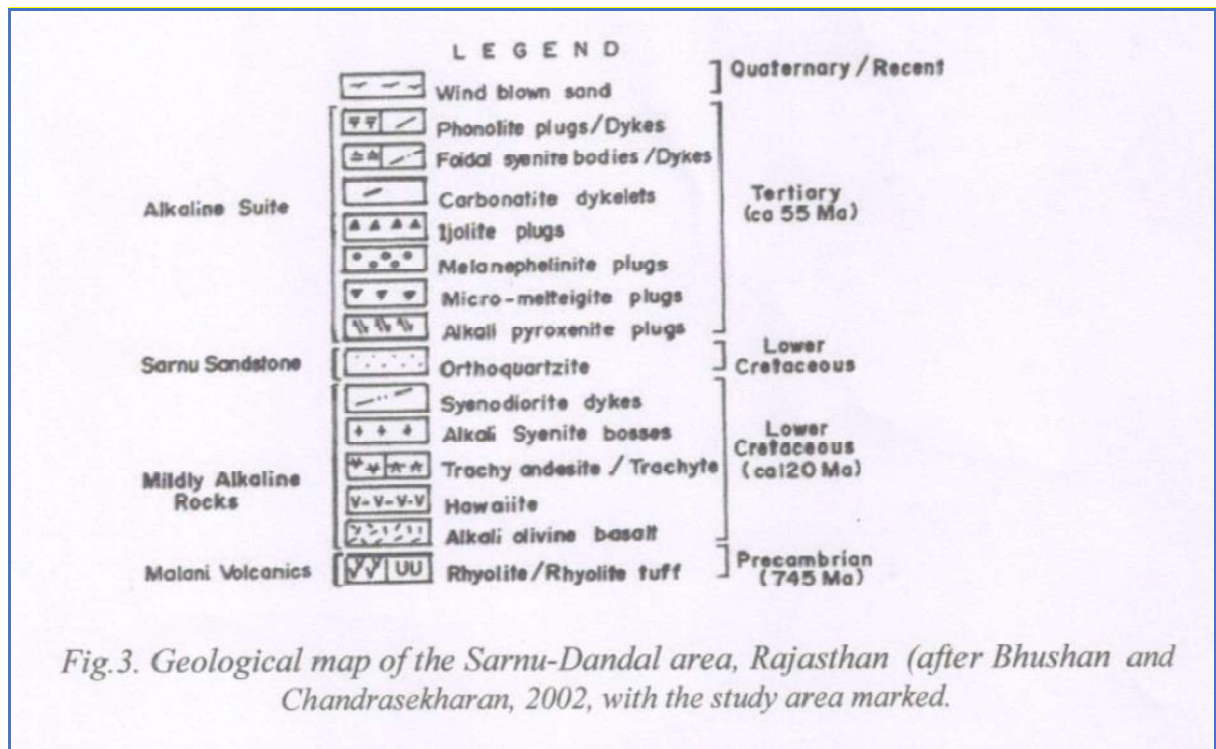 LEGEND
Wind blown sand
Quaternary / Recent
Phonolite plugs/Dykes
Foidal syenite bodies /Dykes
Carbonatite dykelets
Alkaline Suite
Tertiary
(ca 55 Ma)
Ijolite plugs
Melanephelinite plugs
Micro-melteigite plugs
Alkali pyroxenite plugs
Sarnu Sandstone
Orthoquartzite
Lower
Cretaceous
Syenodiorite dykes
Alkali Syenite bosses
Trachy andesite / Trachyte
Lower
Cretaceous
(ca120 Ma)
Mildly Alkaline
Rocks
Hawaiite
Alkali olivine basalt
Malani Volcanics
Rhyolite/Rhyolite tuff
Precambrian
(745 Ma)
Fig.3. Geological map of the Sarnu-Dandal area, Rajasthan (after Bhushan and
Chandrasekharan, 2002, with the study area marked.